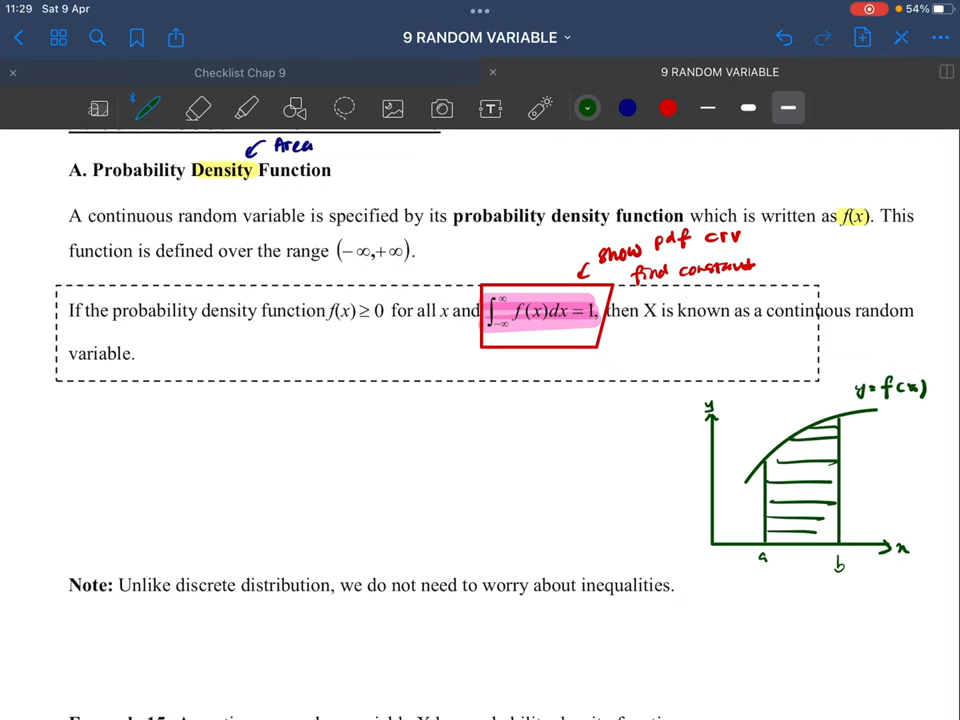 11:29 Sat 9 Apr
54%
9 RANDOM VARIABLE
Checklist Chap 9
9 RANDOM VARIABLE
Area
A. Probability Density Function
A continuous random variable is specified by its probability density function which is written as f(x). This
function is defined over the range (−∞,+∞).
show pdf crv
find constant
If the probability density function f(x) ≥ 0 for all x and ∫_{−∞}^{∞} f(x)dx = 1, then X is known as a continuous random
variable.
y = f(x)
y
x
a
b
Note: Unlike discrete distribution, we do not need to worry about inequalities.